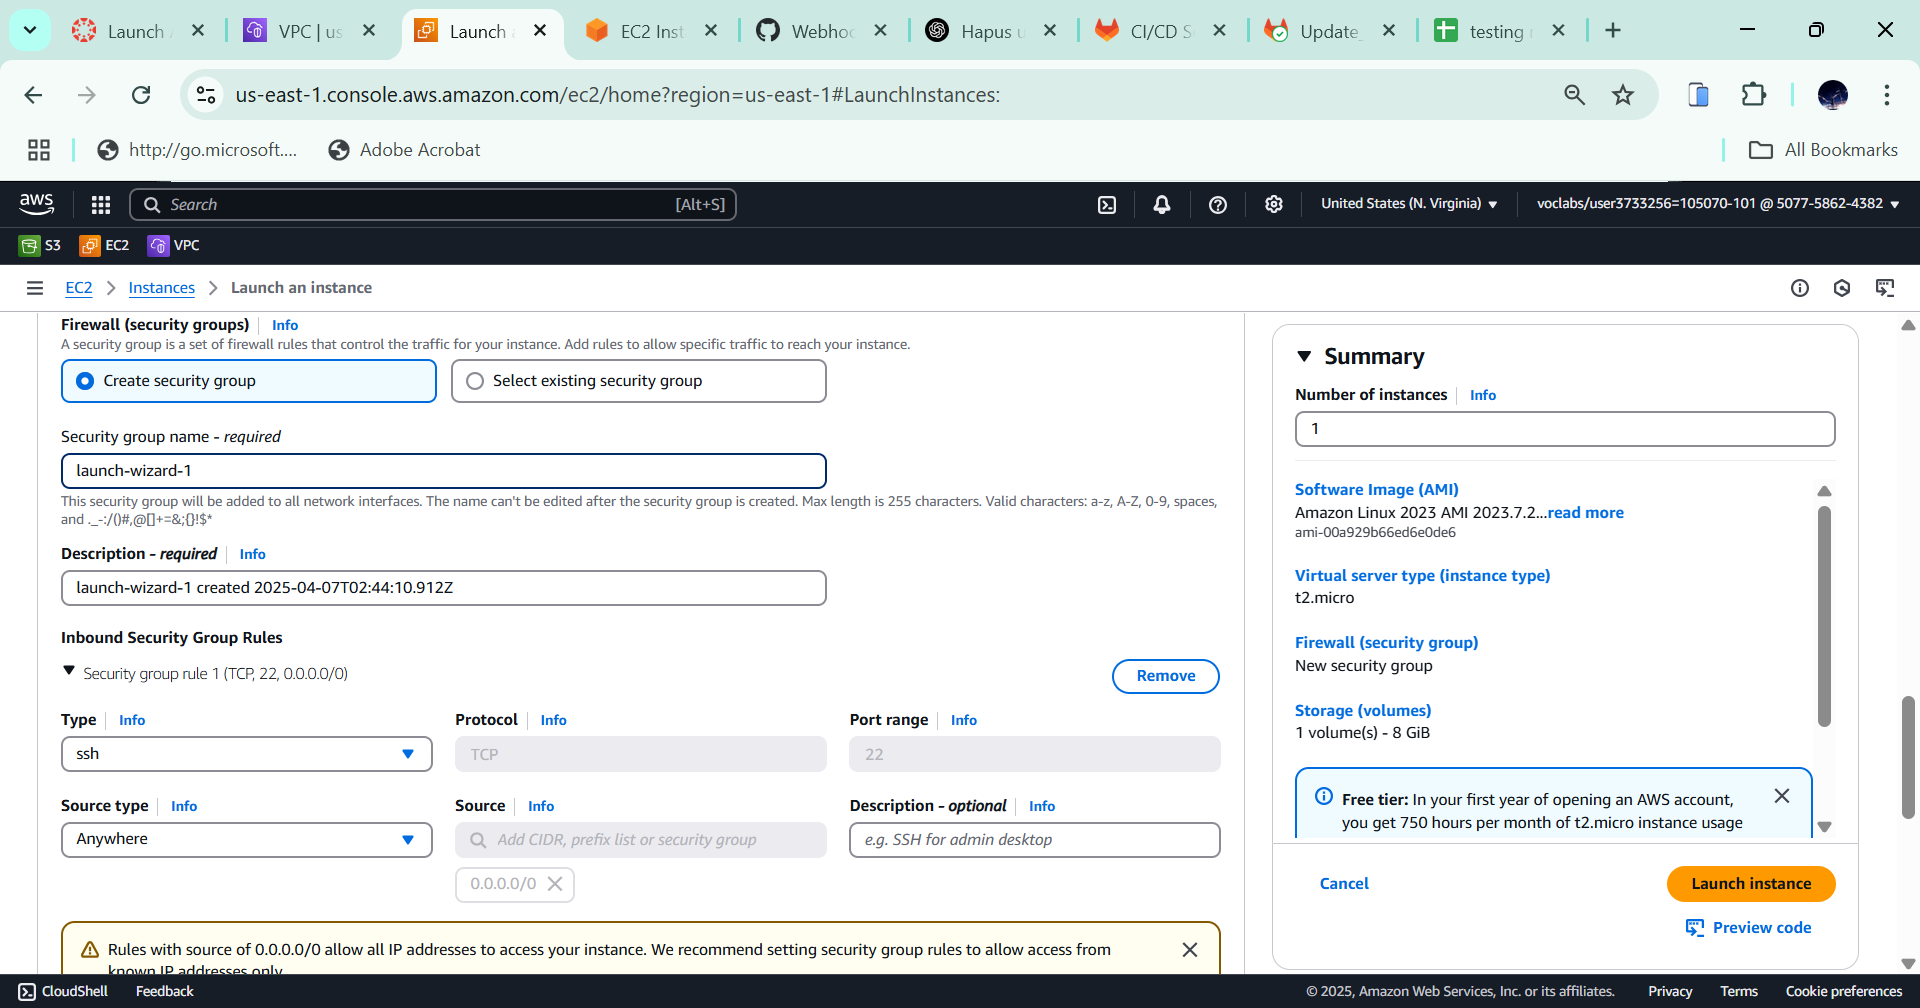 Launch
VPC | us
Launch
EC2 Inst
Webhoo
Hapus u
CI/CD S
Update_
testing
us-east-1.console.aws.amazon.com/ec2/home?region=us-east-1#LaunchInstances:
http://go.microsoft....
Adobe Acrobat
All Bookmarks
aws
Search
[Alt+S]
United States (N. Virginia)
voclabs/user3733256=105070-101 @ 5077-5862-4382
S3
EC2
VPC
EC2
Instances
Launch an instance
Firewall (security groups)
Info
A security group is a set of firewall rules that control the traffic for your instance. Add rules to allow specific traffic to reach your instance.
Create security group
Select existing security group
Security group name - required
launch-wizard-1
This security group will be added to all network interfaces. The name can't be edited after the security group is created. Max length is 255 characters. Valid characters: a-z, A-Z, 0-9, spaces,
and ._-:/()#,@[]+=&;{}!$*
Description - required
Info
launch-wizard-1 created 2025-04-07T02:44:10.912Z
Inbound Security Group Rules
Security group rule 1 (TCP, 22, 0.0.0.0/0)
Remove
Type
Info
Protocol
Info
Port range
Info
ssh
TCP
22
Source type
Info
Source
Info
Description - optional
Info
Anywhere
Add CIDR, prefix list or security group
e.g. SSH for admin desktop
0.0.0.0/0
Rules with source of 0.0.0.0/0 allow all IP addresses to access your instance. We recommend setting security group rules to allow access from
known IP addresses only
Summary
Number of instances
Info
1
Software Image (AMI)
Amazon Linux 2023 AMI 2023.7.2...read more
ami-00a929b66ed6e0de6
Virtual server type (instance type)
t2.micro
Firewall (security group)
New security group
Storage (volumes)
1 volume(s) - 8 GiB
Free tier: In your first year of opening an AWS account,
you get 750 hours per month of t2.micro instance usage
Cancel
Launch instance
Preview code
CloudShell
Feedback
© 2025, Amazon Web Services, Inc. or its affiliates.
Privacy
Terms
Cookie preferences